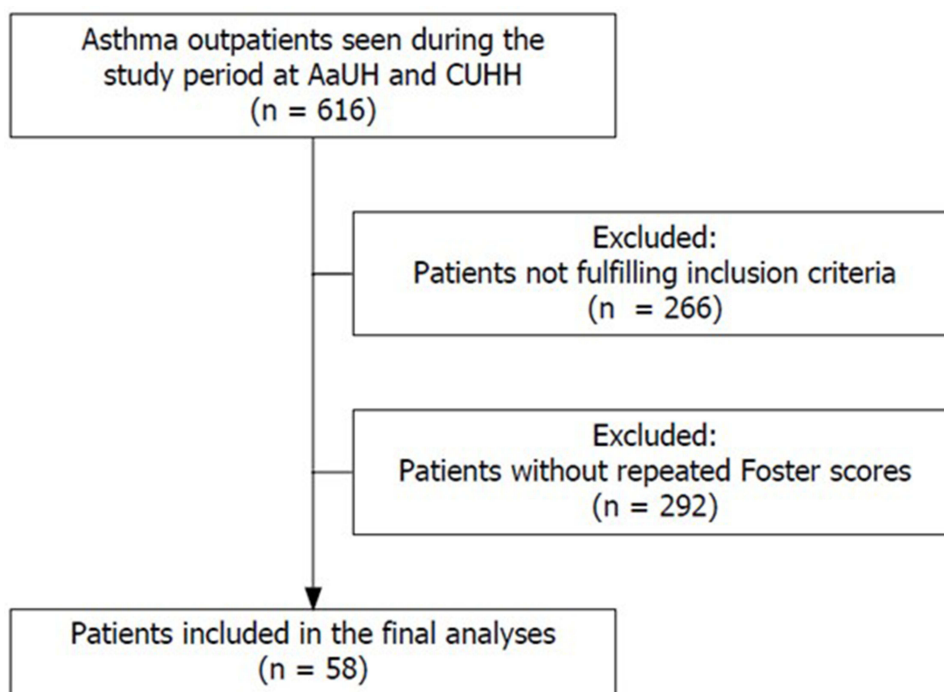 Asthma outpatients seen during the
study period at AaUH and CUHH
(n = 616)
Excluded:
Patients not fulfilling inclusion criteria
(n  = 266)
Excluded:
Patients without repeated Foster scores
(n = 292)
Patients included in the final analyses
(n = 58)